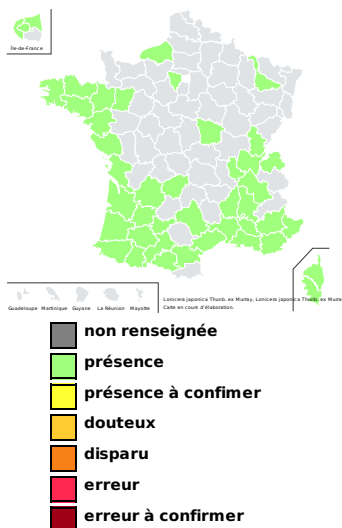 Île-de-France
Lonicera japonica Thunb. ex Murray, Lonicera japonica Thunb. ex Murra
Carte en cours d'élaboration.
Guadeloupe Martinique Guyane La Réunion Mayotte
non renseignée
présence
présence à confimer
douteux
disparu
erreur
erreur à confirmer